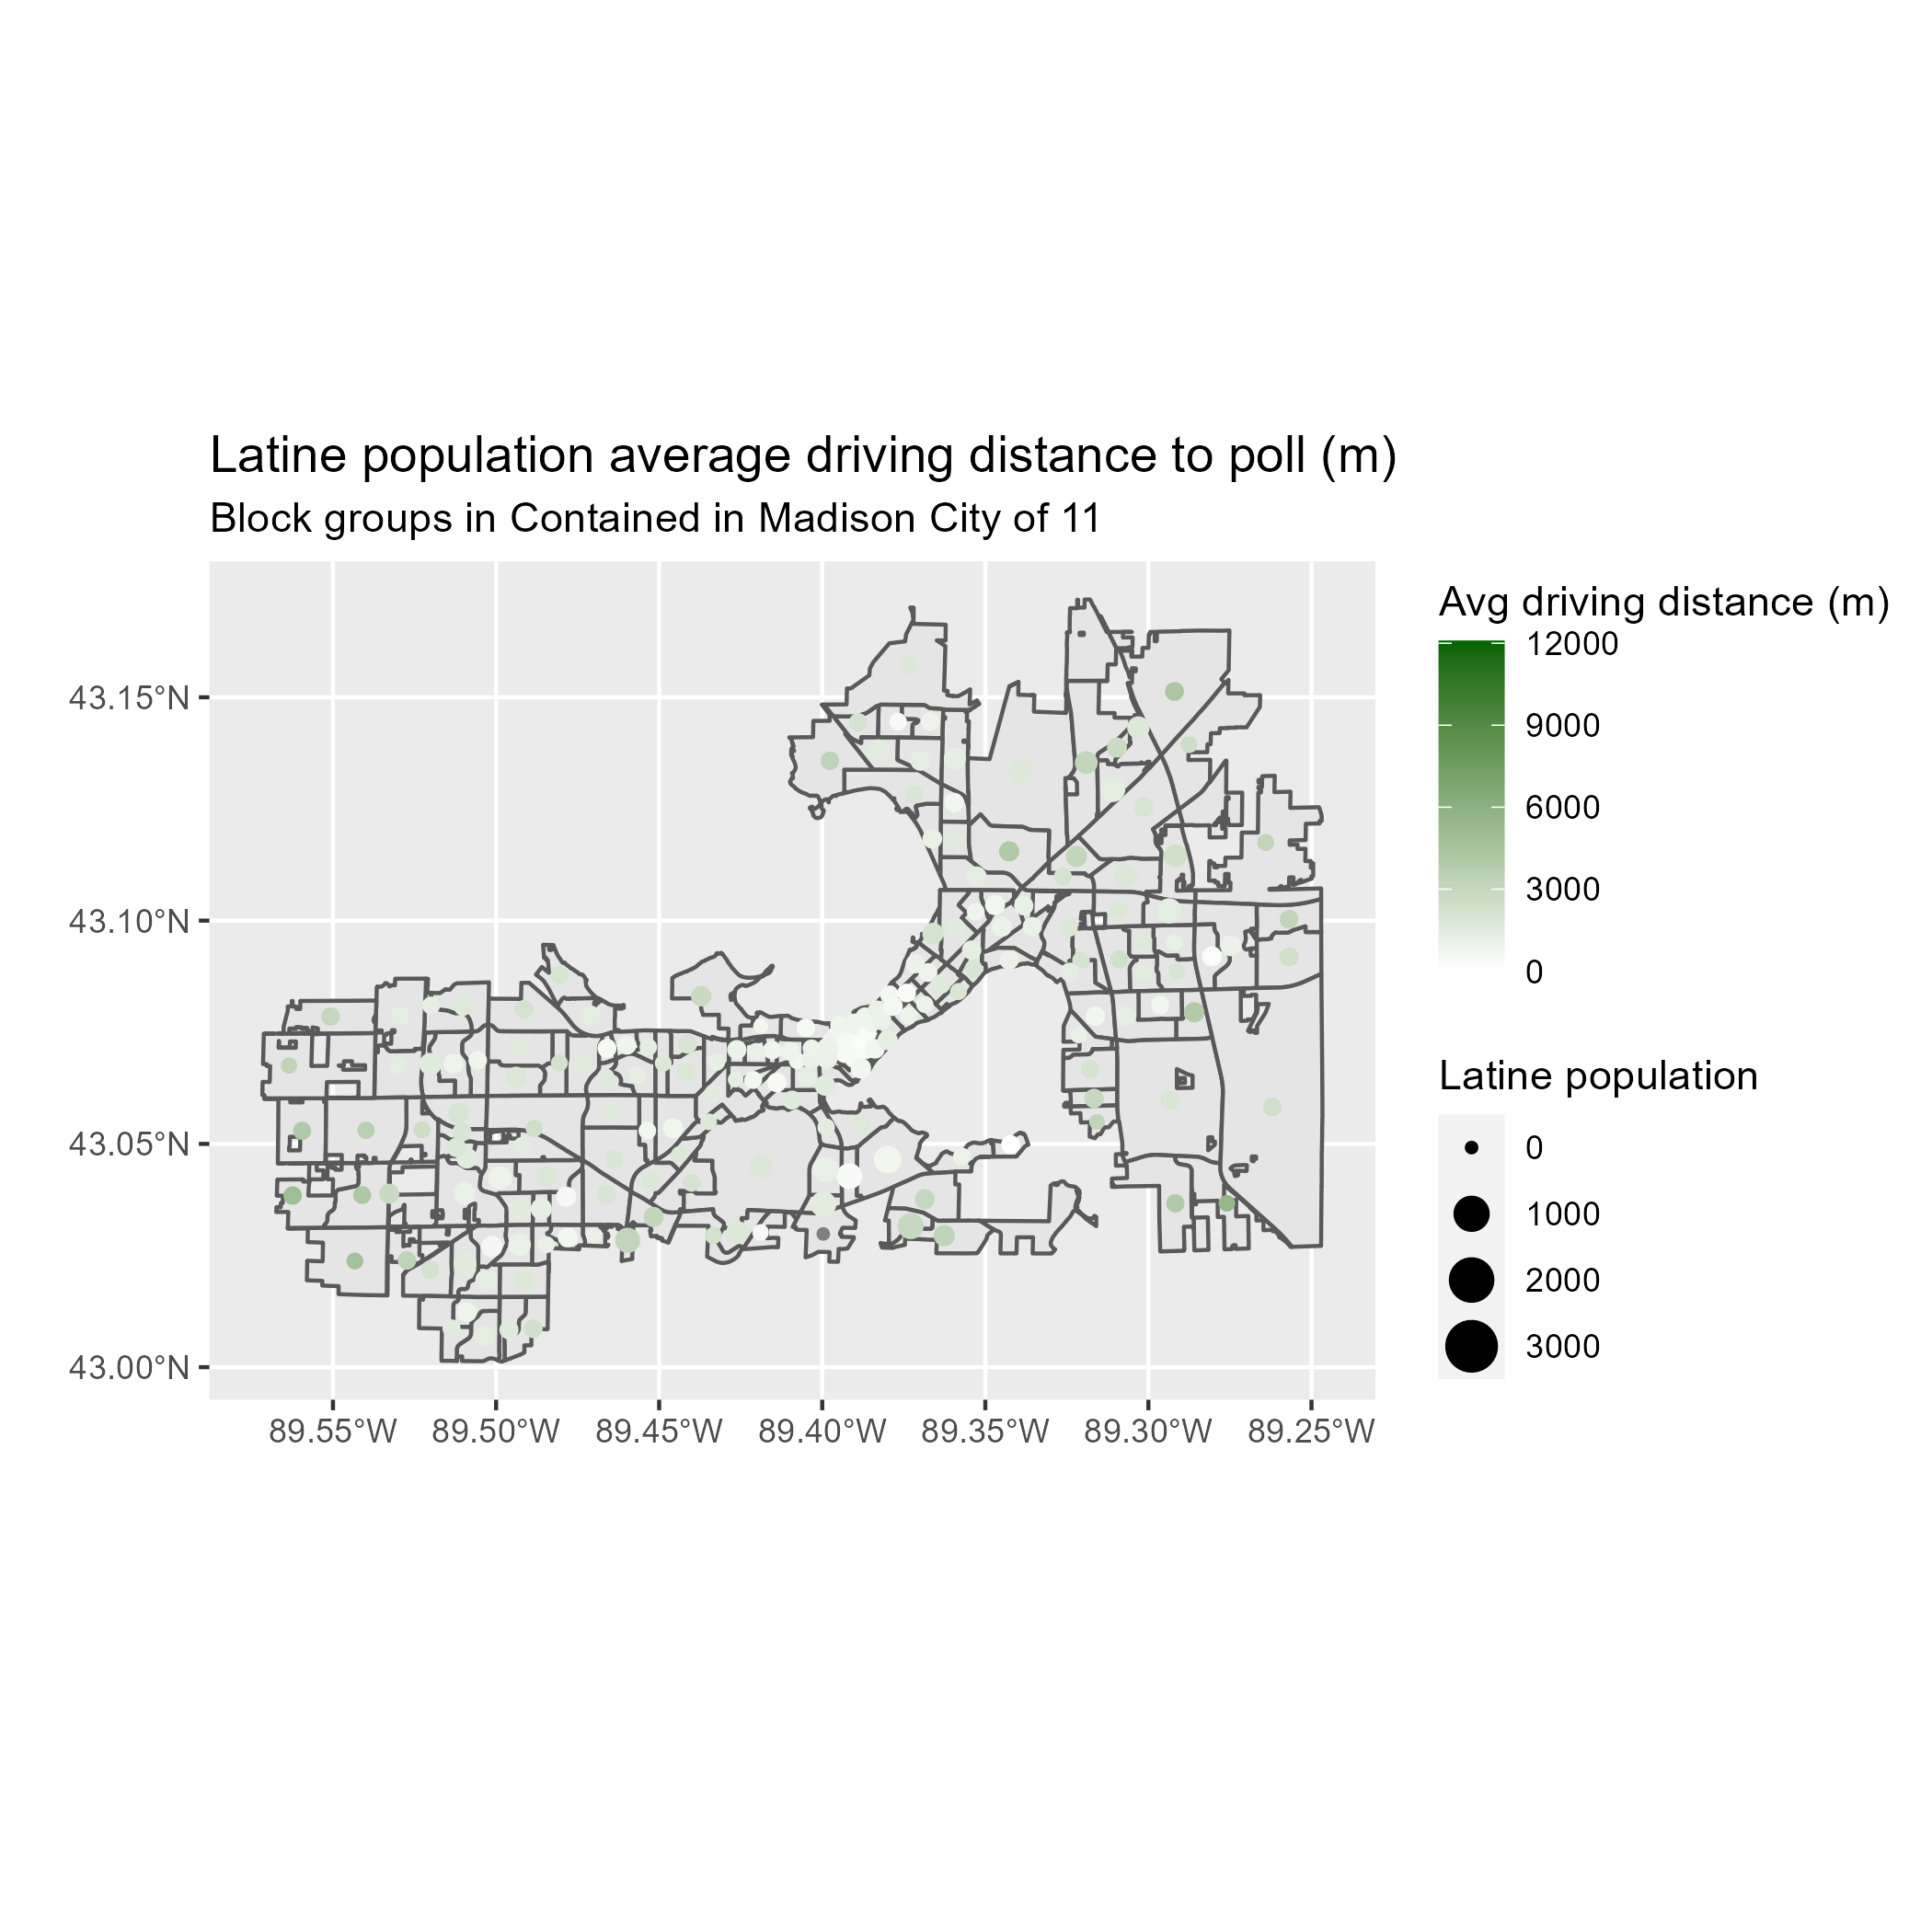 Latine population average driving distance to poll (m)
Block groups in Contained in Madison City of 11
Avg driving distance (m)
12000
9000
6000
3000
0
Latine population
0
1000
2000
3000
43.15°N
43.10°N
43.05°N
43.00°N
89.55°W 89.50°W 89.45°W 89.40°W 89.35°W 89.30°W 89.25°W